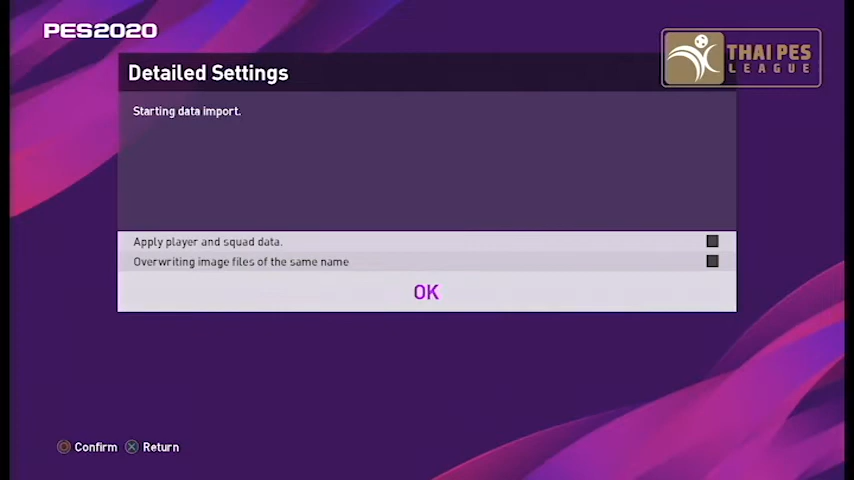 PES2020
THAI PES
LEAGUE
Detailed Settings
Starting data import.
Apply player and squad data.
Overwriting image files of the same name
OK
Confirm
Return